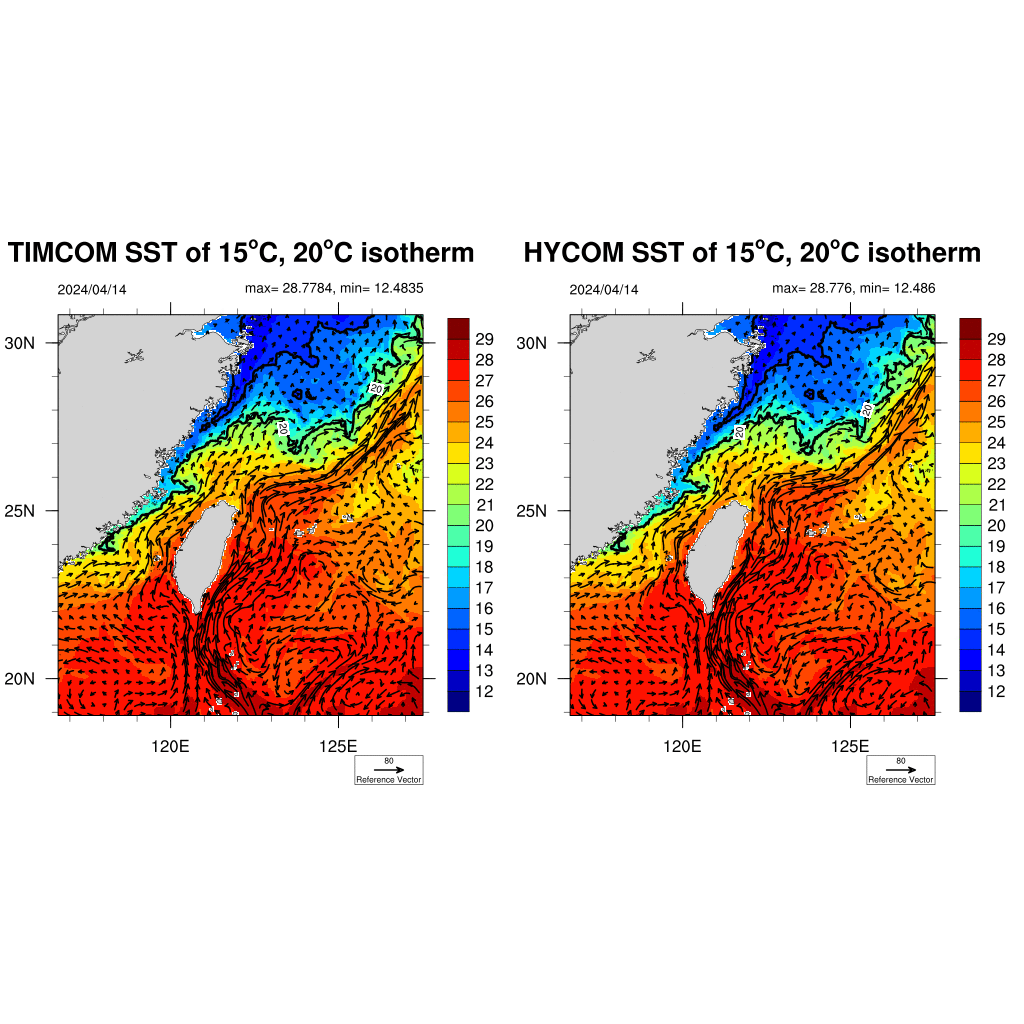 TIMCOM SST of 15°C, 20°C isotherm
2024/04/14
max= 28.7784, min= 12.4835
30N
25N
20N
120E
125E
20
20
29
28
27
26
25
24
23
22
21
20
19
18
17
16
15
14
13
12
80
Reference Vector
HYCOM SST of 15°C, 20°C isotherm
2024/04/14
max= 28.776, min= 12.486
30N
25N
20N
120E
125E
20
20
29
28
27
26
25
24
23
22
21
20
19
18
17
16
15
14
13
12
80
Reference Vector